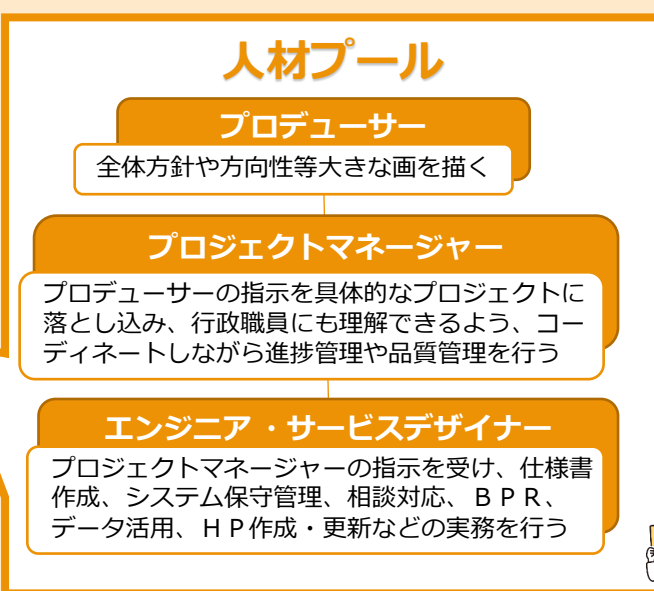 人材プール
プロデューサー
全体方針や方向性等大きな画を描く
プロジェクトマネージャー
プロデューサーの指示を具体的なプロジェクトに
落とし込み、行政職員にも理解できるよう、コー
ディネートしながら進捗管理や品質管理を行う
エンジニア・サービスデザイナー
プロジェクトマネージャーの指示を受け、仕様書
作成、システム保守管理、相談対応、ＢＰＲ、
データ活用、ＨＰ作成・更新などの実務を行う